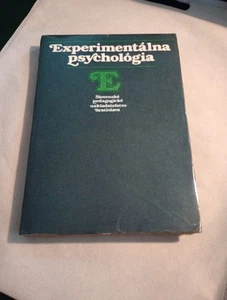 Experimentálna
psychológia
E
Slovenské
pedagogické
nakladateľstvo
Bratislava